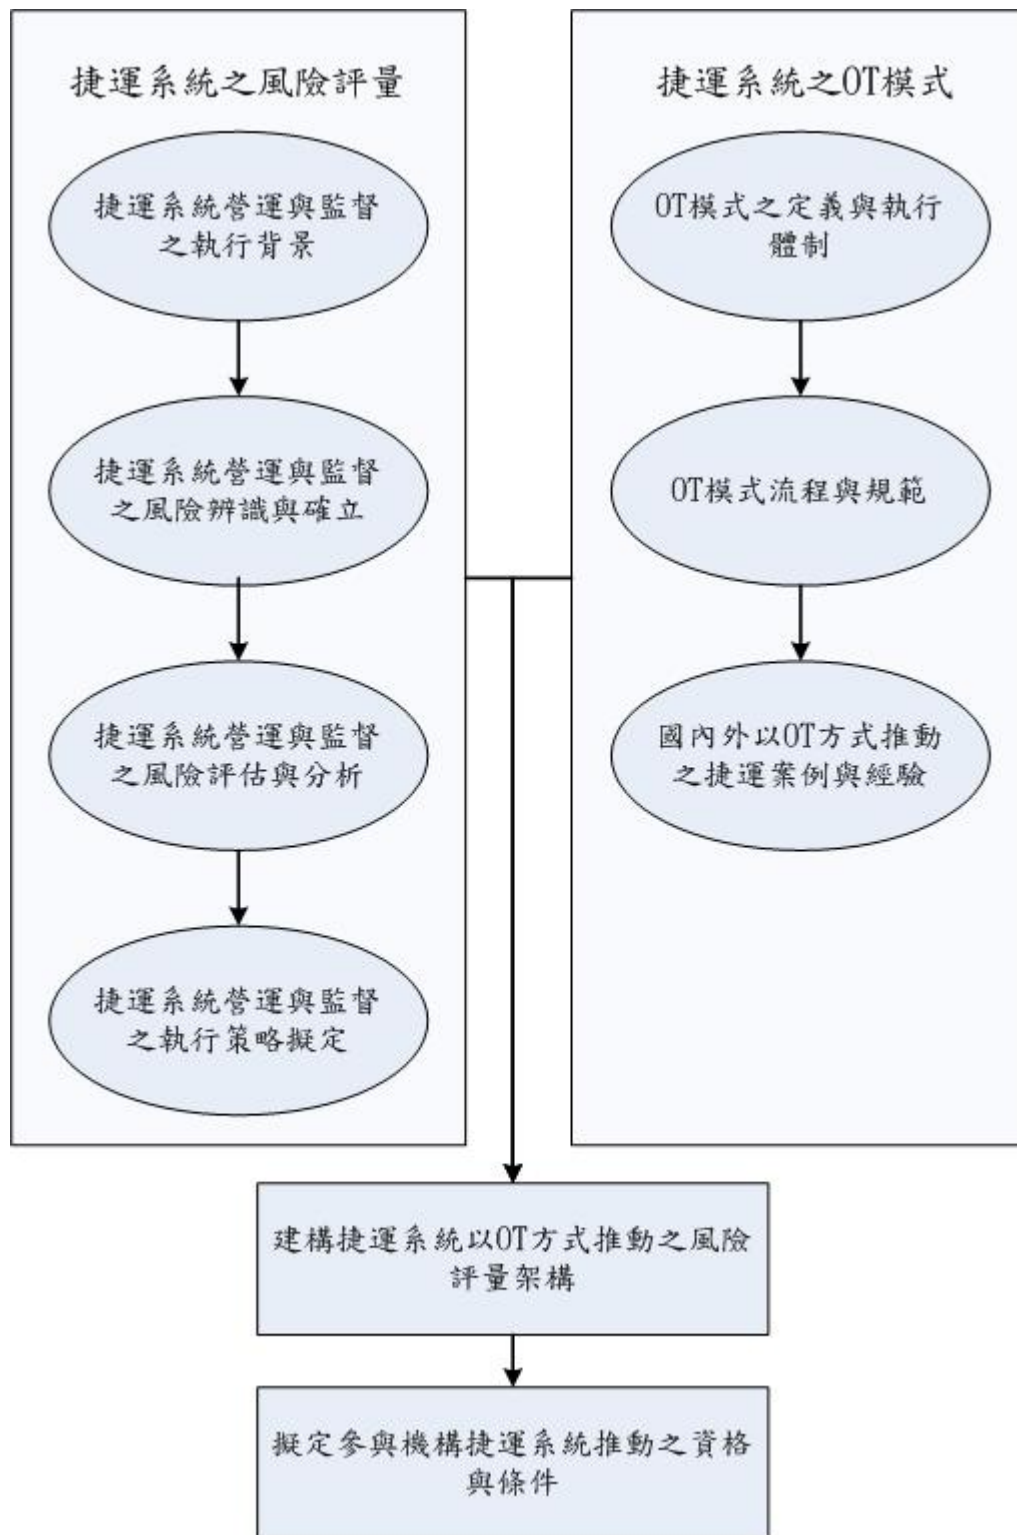 捷運系統之風險評量
捷運系統營運與監督
之執行背景
捷運系統營運與監督
之風險辨識與確立
捷運系統營運與監督
之風險評估與分析
捷運系統營運與監督
之執行策略擬定
捷運系統之OT模式
OT模式之定義與執行
體制
OT模式流程與規範
國內外以OT方式推動
之捷運案例與經驗
建構捷運系統以OT方式推動之風險
評量架構
擬定參與機構捷運系統推動之資格
與條件